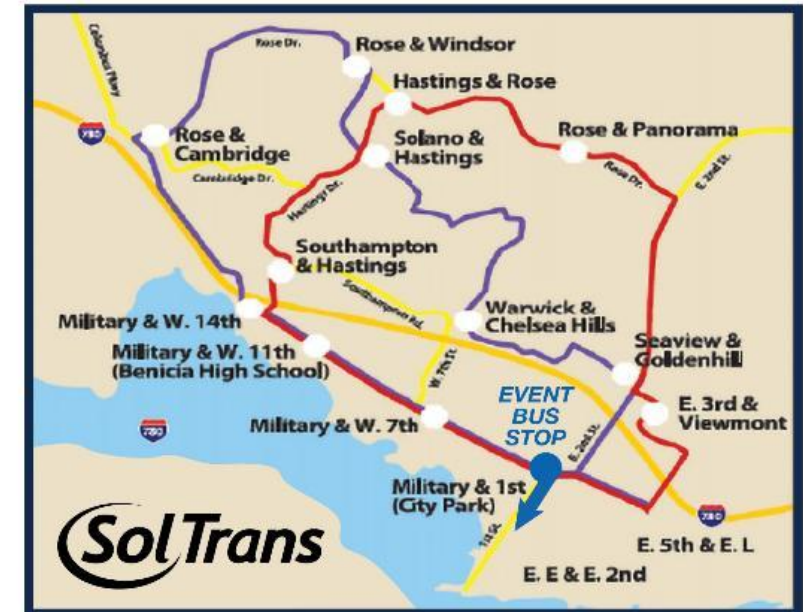 Columbus Pkwy
Rose Dr.
Rose & Windsor
Hastings & Rose
780
Rose &
Cambridge
Cambridge Dr.
Solano &
Hastings
Rose & Panorama
Rose Dr.
E. 2nd St.
Hastings Dr.
Southampton
& Hastings
Southampton Rd.
Warwick &
Chelsea Hills
Military & W. 14th
Military & W. 11th
(Benicia High School)
W. 7th St.
Seaview &
Goldenhill
EVENT
BUS
STOP
E. 3rd &
Viewmont
780
Military & W. 7th
E. 2nd St.
Military & 1st
(City Park)
1st St.
780
SolTrans
E. 5th & E. L
E. E & E. 2nd